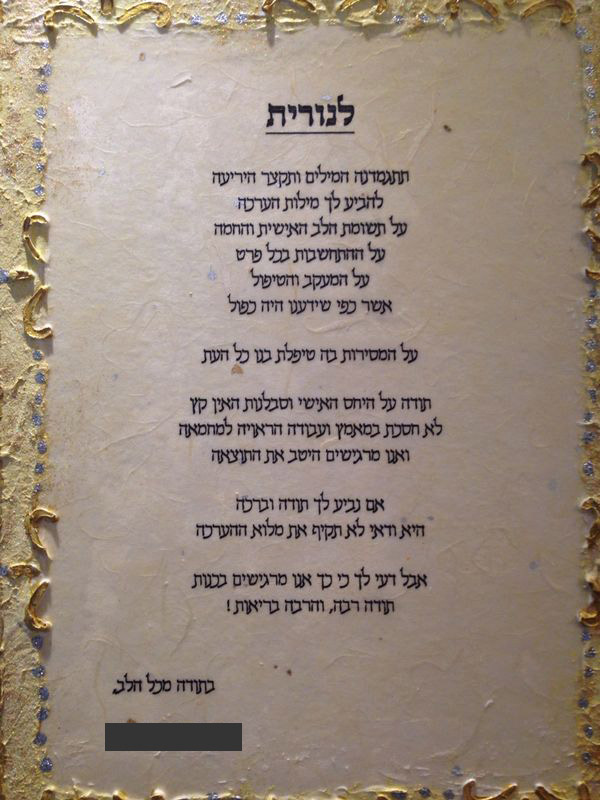 לנורית
תתגמדנה המילים ותקצר היריעה
להביע לך מילות הערכה
על תשומת הלב האישית והחמה
על ההתחשבות בכל פרט
על המעקב והטיפול
אשר כפי שידענו היה כפול
על המסירות בה טיפלת בנו כל העת
תודה על היחס האישי וסבלנות האין קץ
לא חסכת במאמץ ועבודה הראויה למחמאה
ואנו מרגישים היטב את התוצאה
אם נביע לך תודה וברכה
היא ודאי לא תקיף את מלוא ההערכה
אבל דעי לך כי כך אנו מרגישים בכנות
תודה רבה, והרבה בריאות!
בתודה מכל הלב,